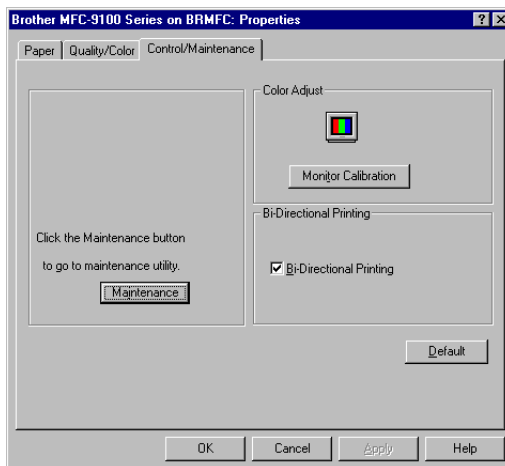 Brother MFC-9100 Series on BRMFC: Properties
Paper Quality/Color Control/Maintenance
Color Adjust
Monitor Calibration
Bi-Directional Printing
Click the Maintenance button
to go to maintenance utility.
Bi-Directional Printing
Maintenance
Default
OK Cancel Apply Help